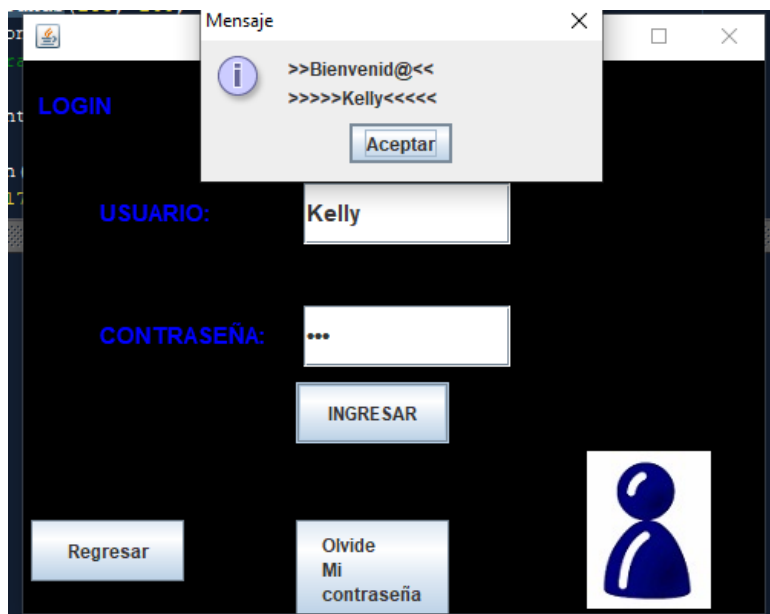 Mensaje
>>Bienvenid@<<
>>>>>Kelly<<<<<
Aceptar
LOGIN
USUARIO:
Kelly
CONTRASEÑA:
•••
INGRESAR
Regresar
Olvide
Mi
contraseña